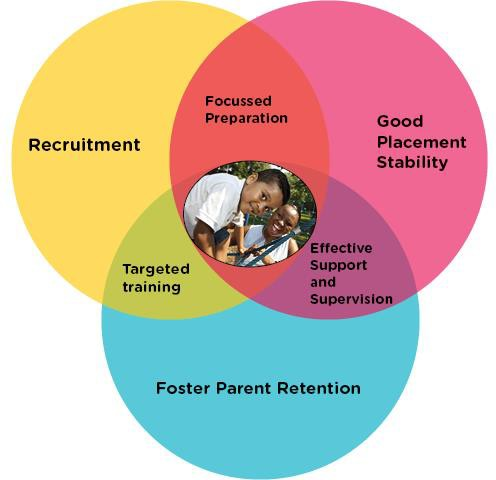 Focussed
Preparation
Recruitment
Good
Placement
Stability
Targeted
training
Effective
Support
and
Supervision
Foster Parent Retention